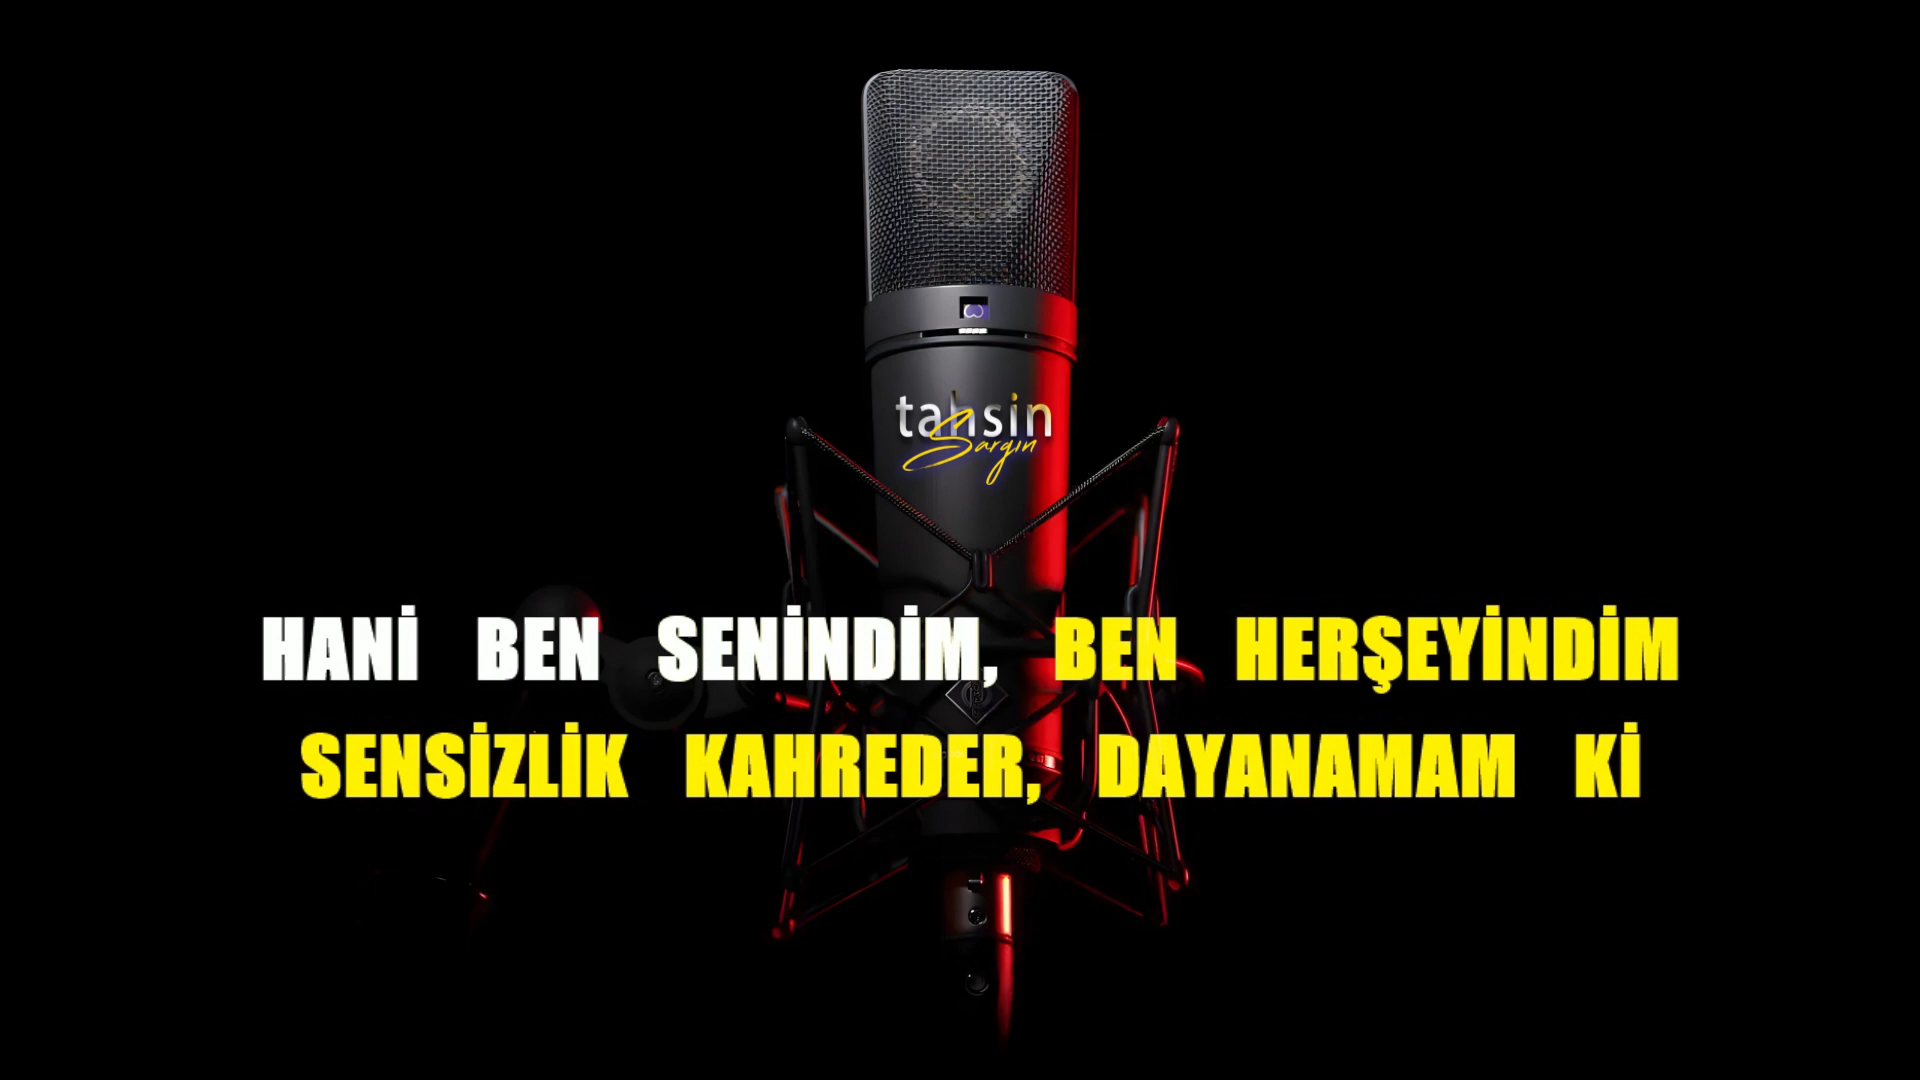 tahsin
Sargın
HANİ BEN SENİNDİM, BEN HERŞEYİNDİM
SENSİZLİK KAHREDER, DAYANAMAM Kİ